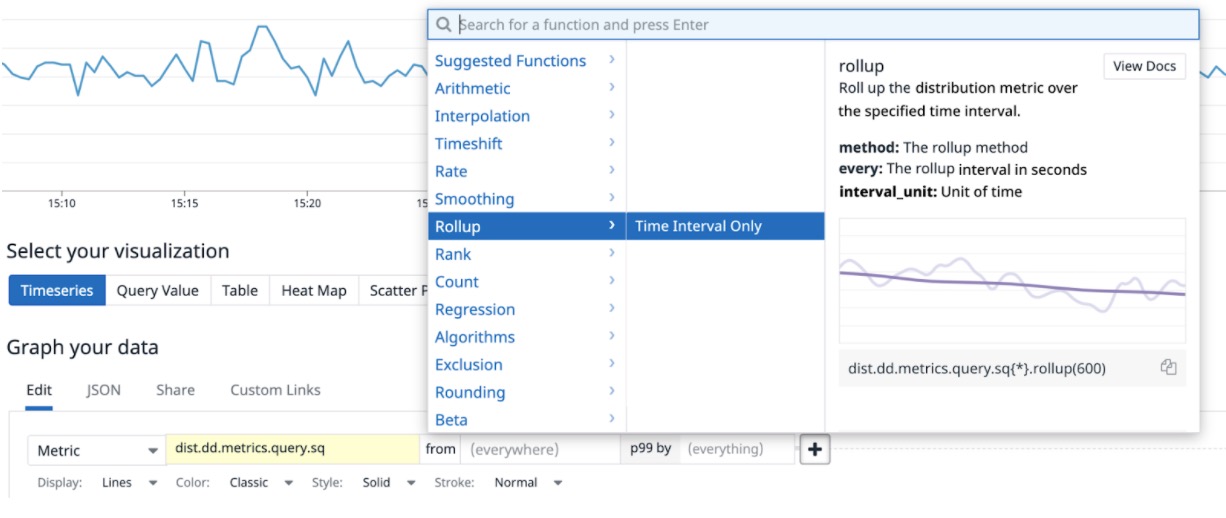 Search for a function and press Enter
Suggested Functions
Arithmetic
Interpolation
Timeshift
Rate
Smoothing
Rollup
Rank
Count
Regression
Algorithms
Exclusion
Rounding
Beta
Time Interval Only
rollup
View Docs
Roll up the distribution metric over
the specified time interval.
method: The rollup method
every: The rollup interval in seconds
interval_unit: Unit of time
dist.dd.metrics.query.sq{*}.rollup(600)
15:10
15:15
15:20
15
Select your visualization
Timeseries
Query Value
Table
Heat Map
Scatter P
Graph your data
Edit
JSON
Share
Custom Links
Metric
dist.dd.metrics.query.sq
from
(everywhere)
p99 by
(everything)
Display: Lines
Color: Classic
Style: Solid
Stroke: Normal